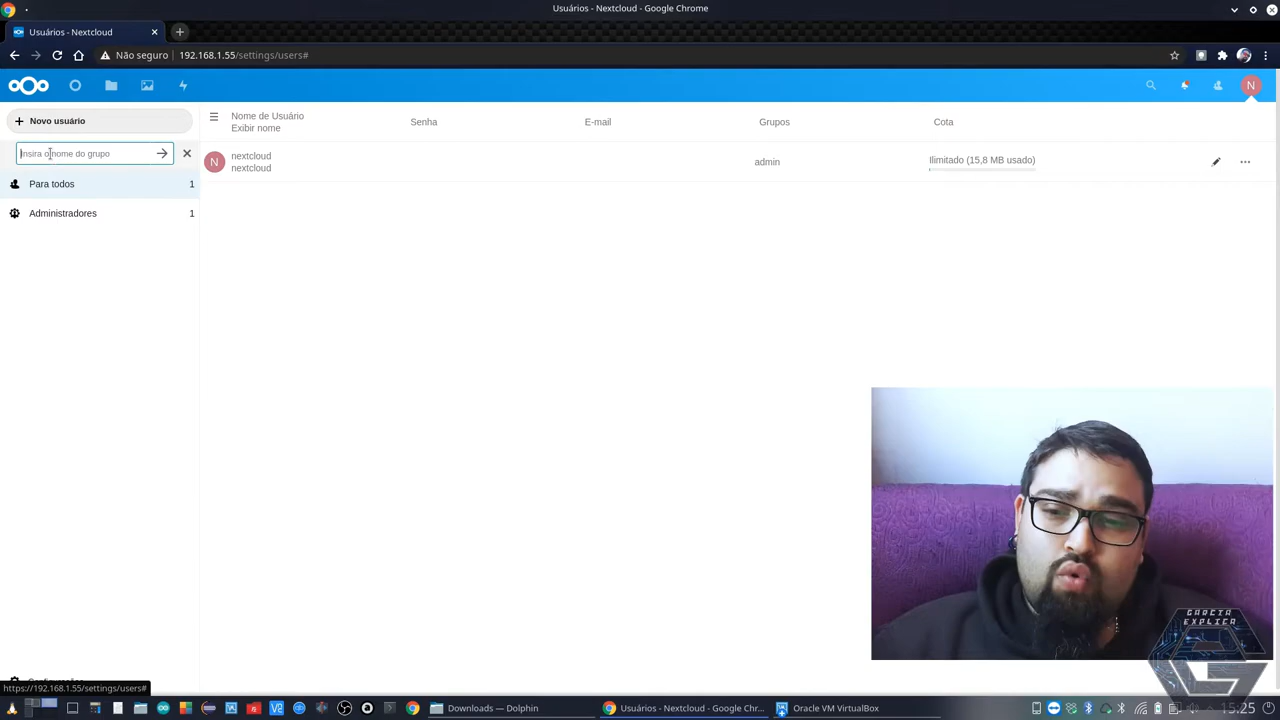 Usuários - Nextcloud - Google Chrome
Usuários - Nextcloud
Não seguro
192.168.1.55/settings/users#
N
Novo usuário
Insira o nome do grupo
Para todos 1
Administradores 1
Nome de Usuário
Exibir nome
Senha
E-mail
Grupos
Cota
N
nextcloud
nextcloud
admin
Ilimitado (15,8 MB usado)
GARCIA
EXPLICA
https://192.168.1.55/settings/users#
Downloads — Dolphin
Usuários - Nextcloud - Google Chr...
Oracle VM VirtualBox
15:25